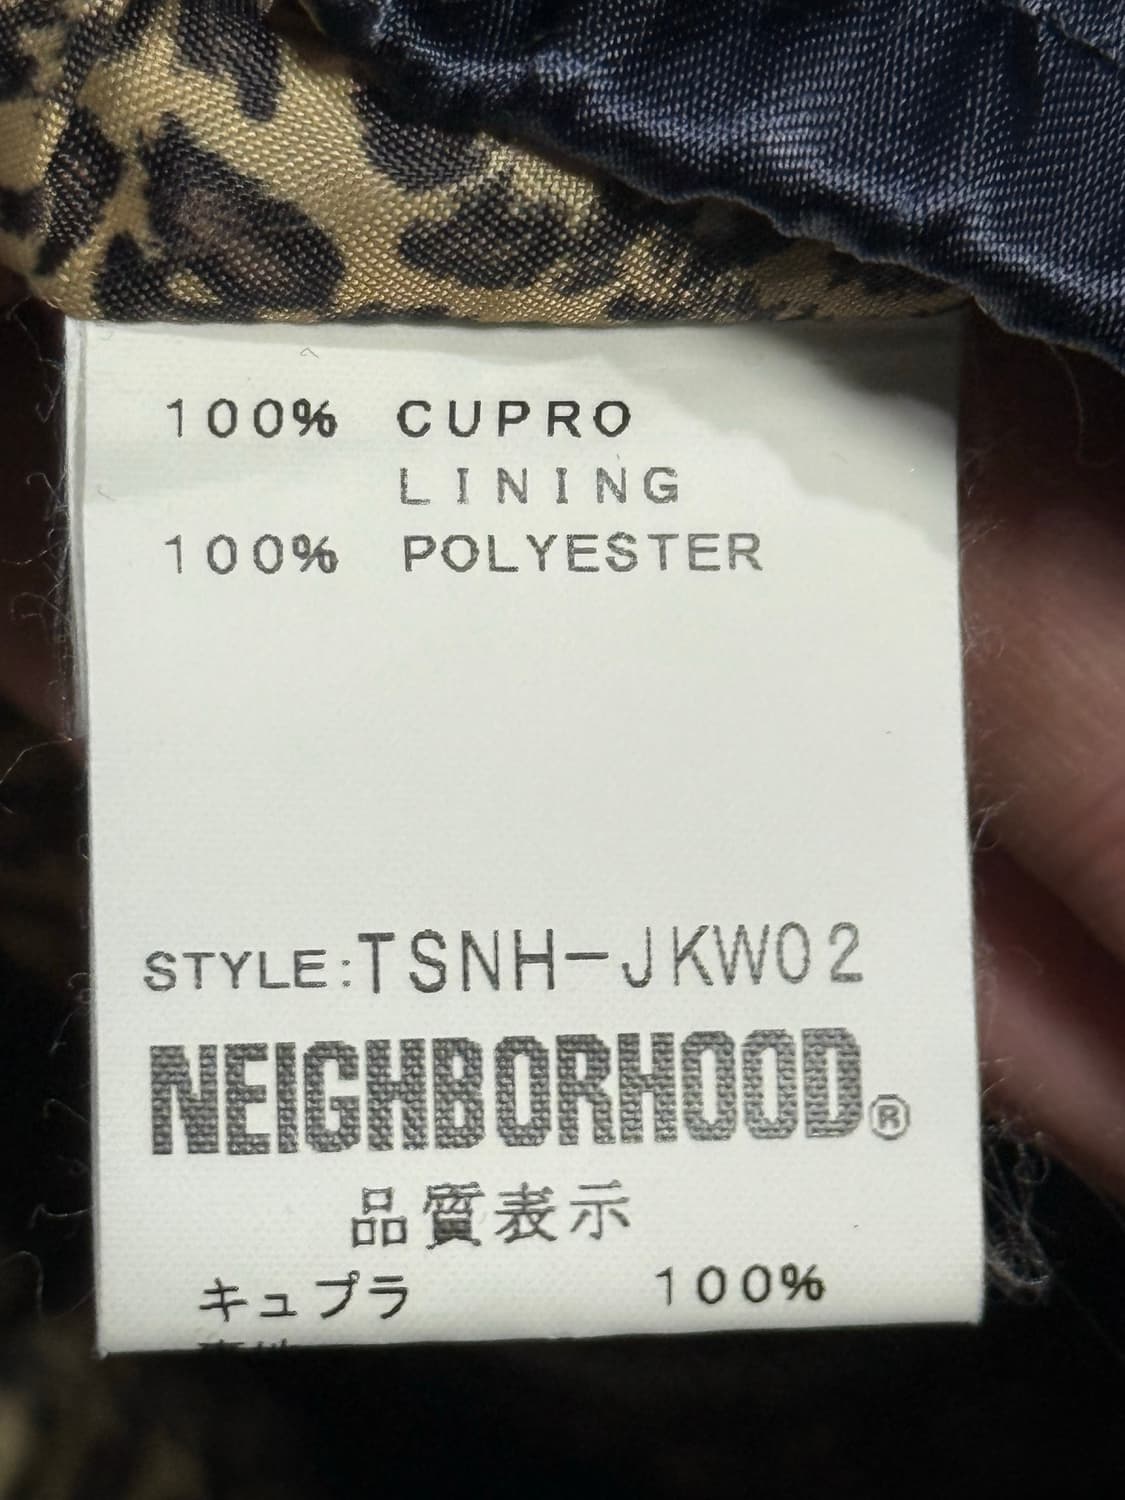 100% CUPRO
LINING
100% POLYESTER
STYLE:TSNH-JKW02
NEIGHBORHOOD®
品質表示
キュプラ 100%